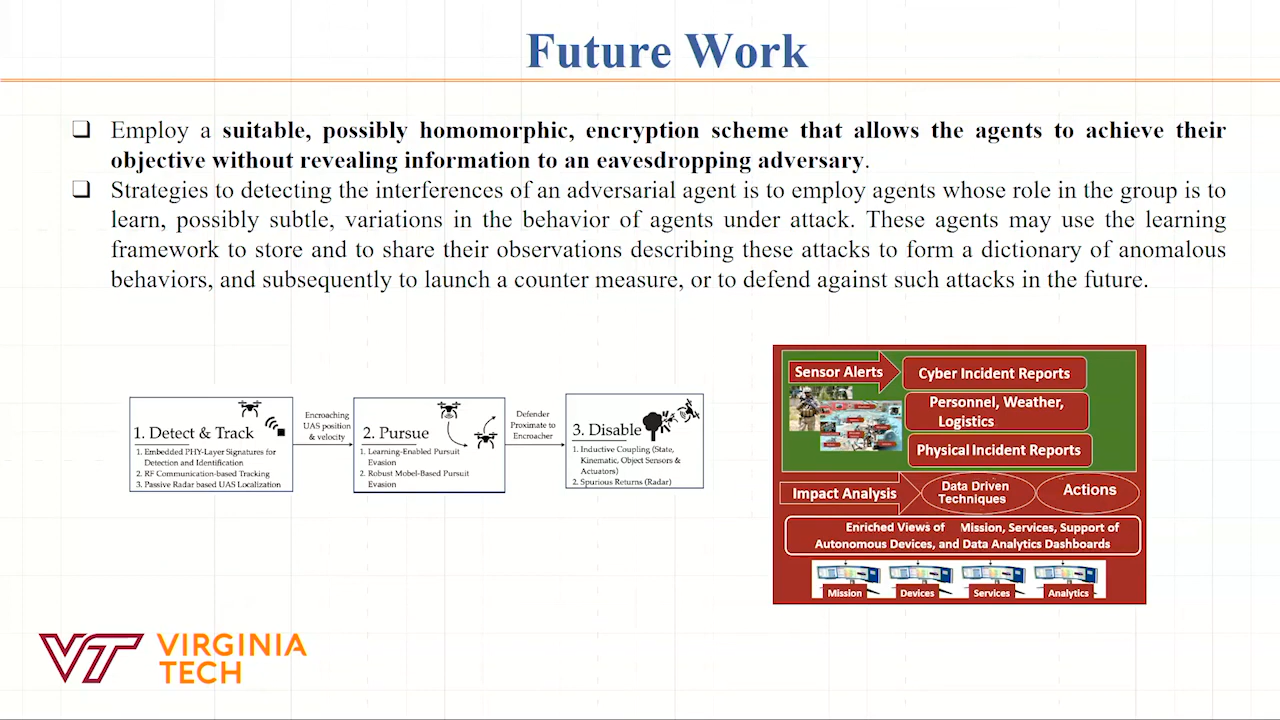 Future Work
❑ Employ a suitable, possibly homomorphic, encryption scheme that allows the agents to achieve their
objective without revealing information to an eavesdropping adversary.
❑ Strategies to detecting the interferences of an adversarial agent is to employ agents whose role in the group is to
learn, possibly subtle, variations in the behavior of agents under attack. These agents may use the learning
framework to store and to share their observations describing these attacks to form a dictionary of anomalous
behaviors, and subsequently to launch a counter measure, or to defend against such attacks in the future.
1. Detect & Track
1. Embedded PHY-Layer Signatures for
Detection and Identification
2. RF Communication-based Tracking
3. Passive Radar based UAS Localization
Encroaching
UAS position
& velocity
2. Pursue
1. Learning-Enabled Pursuit
Evasion
2. Robust Mobel-Based Pursuit
Evasion
Defender
Proximate to
Encroacher
3. Disable
1. Inductive Coupling (State,
Kinematic, Object Sensors &
Actuators)
2. Spurious Returns (Radar)
Sensor Alerts
Cyber Incident Reports
Personnel, Weather,
Logistics
Physical Incident Reports
Impact Analysis
Data Driven
Techniques
Actions
Enriched Views of Mission, Services, Support of
Autonomous Devices, and Data Analytics Dashboards
Mission
Devices
Services
Analytics
VT VIRGINIA
TECH